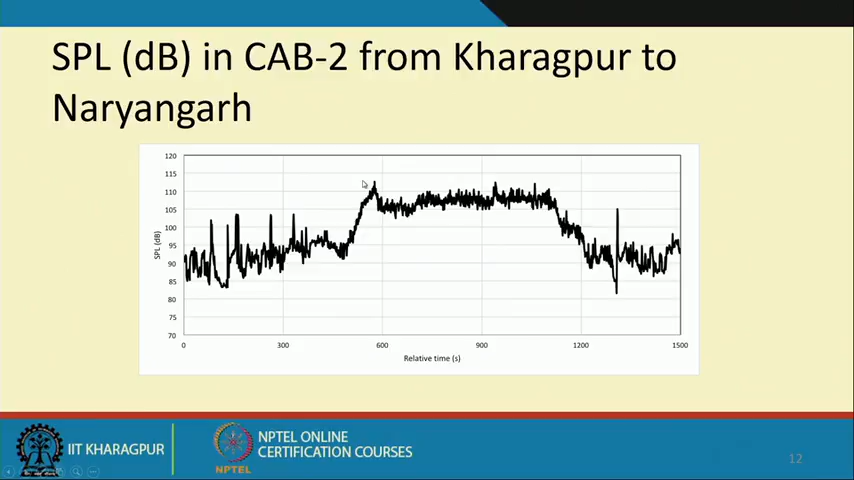 SPL (dB) in CAB-2 from Kharagpur to
Naryangarh
120
115
110
105
100
95
90
85
80
75
70
SPL (dB)
0 300 600 900 1200 1500
Relative time (s)
IIT KHARAGPUR
NPTEL
NPTEL ONLINE
CERTIFICATION COURSES
12